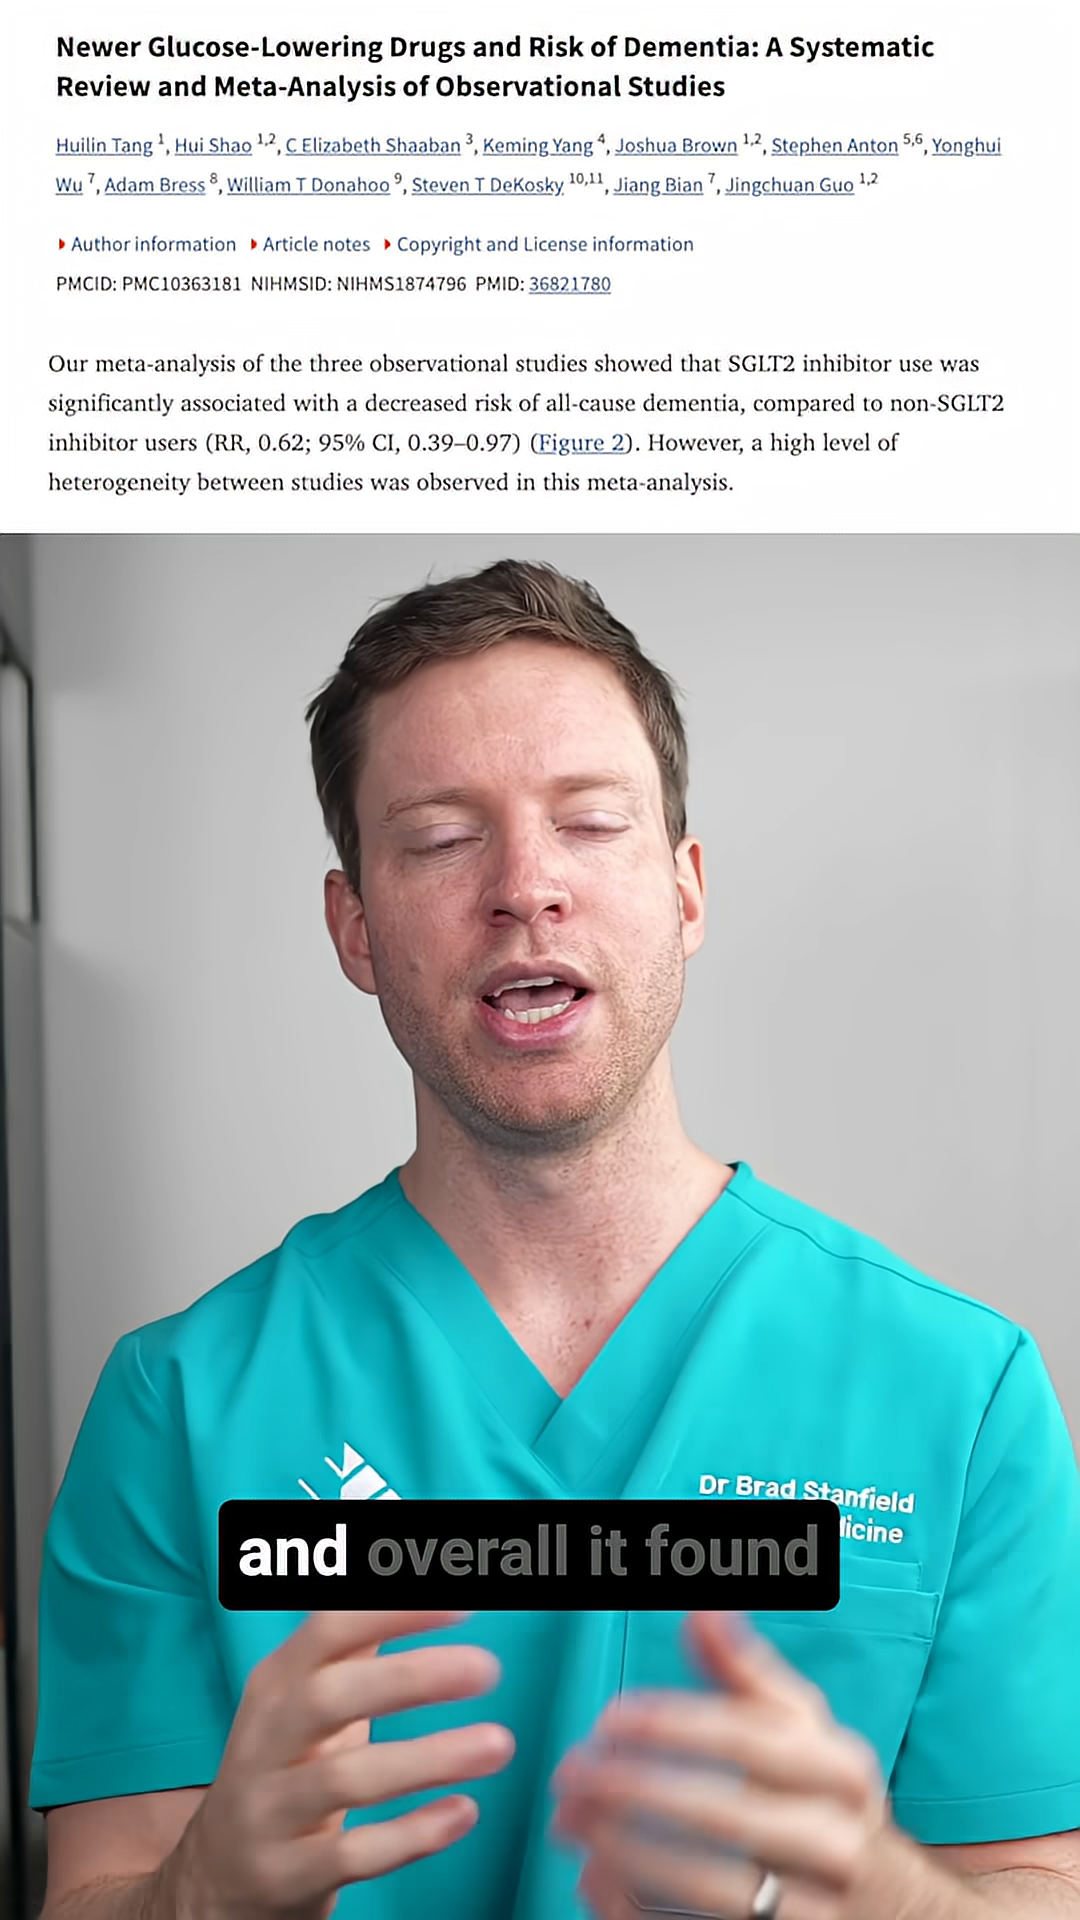 Newer Glucose-Lowering Drugs and Risk of Dementia: A Systematic
Review and Meta-Analysis of Observational Studies
Huilin Tang 1, Hui Shao 1,2, C Elizabeth Shaaban 3, Keming Yang 4, Joshua Brown 1,2, Stephen Anton 5,6, Yonghui
Wu 7, Adam Bress 8, William T Donahoo 9, Steven T DeKosky 10,11, Jiang Bian 7, Jingchuan Guo 1,2
Author information Article notes Copyright and License information
PMCID: PMC10363181 NIHMSID: NIHMS1874796 PMID: 36821780
Our meta-analysis of the three observational studies showed that SGLT2 inhibitor use was
significantly associated with a decreased risk of all-cause dementia, compared to non-SGLT2
inhibitor users (RR, 0.62; 95% CI, 0.39–0.97) (Figure 2). However, a high level of
heterogeneity between studies was observed in this meta-analysis.
Dr Brad Stanfield
and overall it found